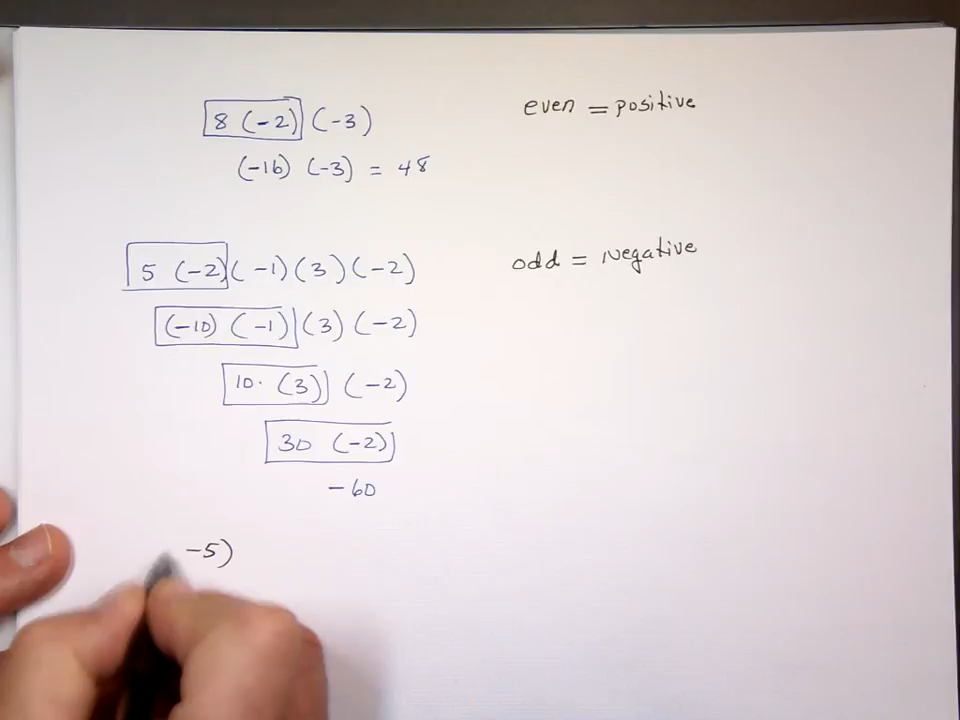 8 (-2) (-3)
(-16) (-3) = 48
even = positive
5 (-2) (-1) (3) (-2)
odd = Negative
(-10) (-1) (3) (-2)
10. (3) (-2)
30 (-2)
-60
-5)